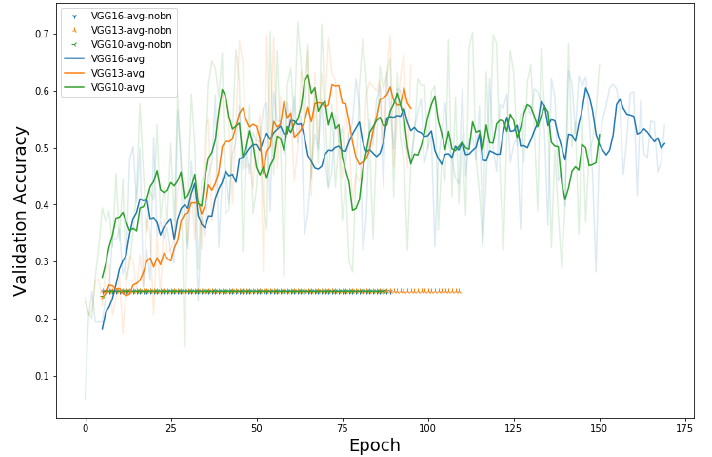 VGG16-avg-nobn
VGG13-avg-nobn
VGG10-avg-nobn
VGG16-avg
VGG13-avg
VGG10-avg
0.7
0.6
0.5
0.4
0.3
0.2
0.1
Validation Accuracy
0 25 50 75 100 125 150 175
Epoch